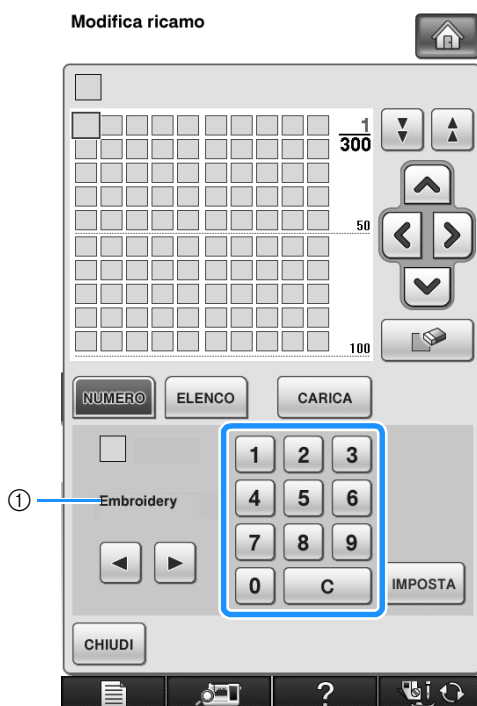 Modifica ricamo
1
300
50
100
NUMERO ELENCO CARICA
1 2 3
① Embroidery 4 5 6
7 8 9
0 C IMPOSTA
CHIUDI
?